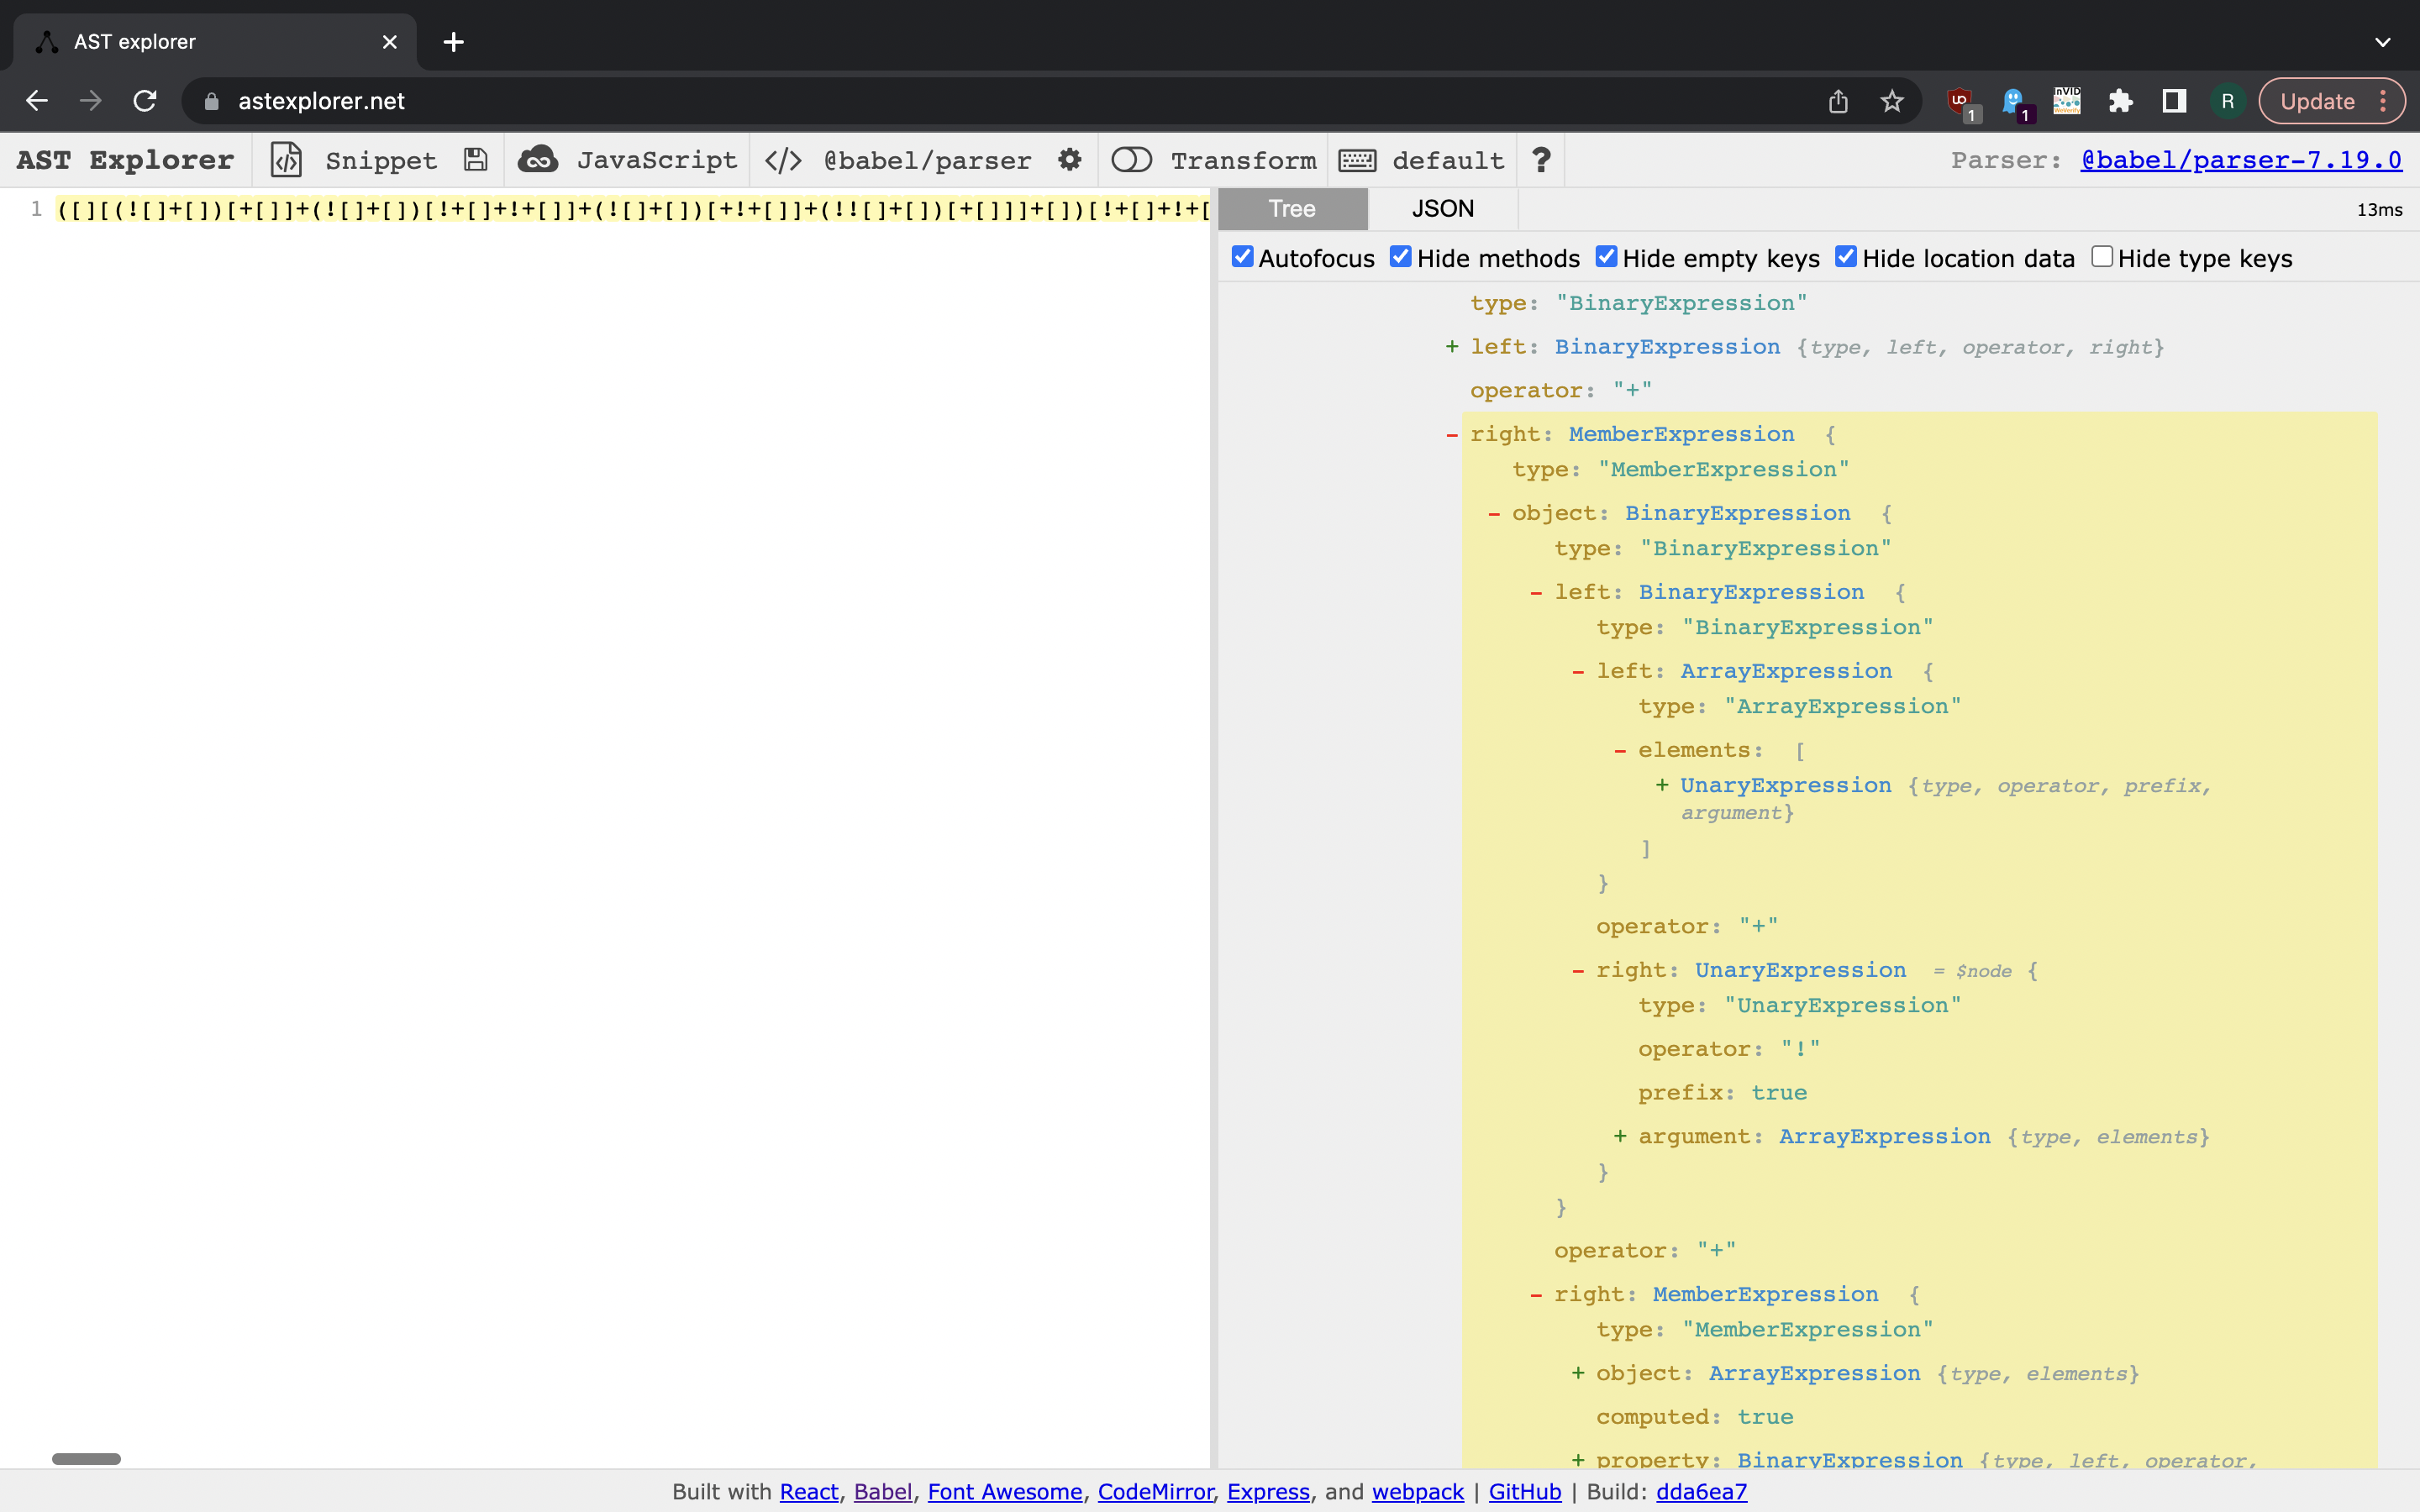 AST explorer
astexplorer.net
1
1
InVID
R
Update
AST Explorer
Snippet
JavaScript
</> @babel/parser
Transform
default
?
Parser: @babel/parser-7.19.0
1 ([][(![]+[])[+[]]+(![]+[])[!+[]+!+[]]+(![]+[])[+!+[]]+(!![]+[])[+[]]]+[])[!+[]+!+[
Tree
JSON
13ms
Autofocus Hide methods Hide empty keys Hide location data Hide type keys
type: "BinaryExpression"
+ left: BinaryExpression {type, left, operator, right}
operator: "+"
- right: MemberExpression {
type: "MemberExpression"
- object: BinaryExpression {
type: "BinaryExpression"
- left: BinaryExpression {
type: "BinaryExpression"
- left: ArrayExpression {
type: "ArrayExpression"
- elements: [
+ UnaryExpression {type, operator, prefix,
argument}
]
}
operator: "+"
- right: UnaryExpression = $node {
type: "UnaryExpression"
operator: "!"
prefix: true
+ argument: ArrayExpression {type, elements}
}
}
operator: "+"
- right: MemberExpression {
type: "MemberExpression"
+ object: ArrayExpression {type, elements}
computed: true
+ property: BinaryExpression {type, left, operator,
Built with React, Babel, Font Awesome, CodeMirror, Express, and webpack | GitHub | Build: dda6ea7